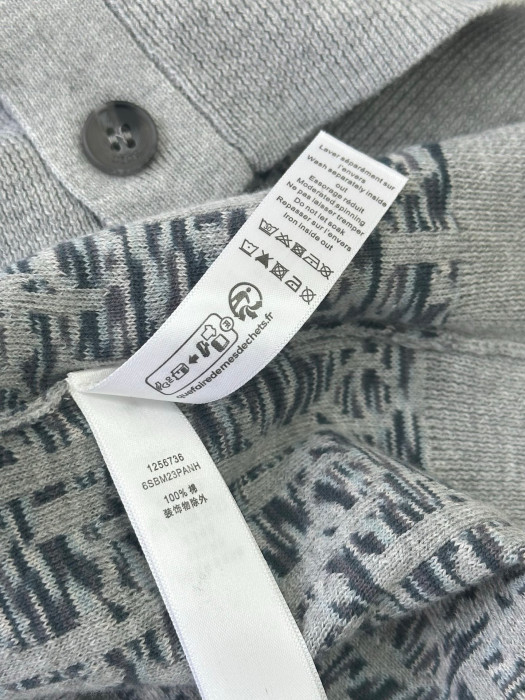 Laver séparément sur
l'envers
Wash separately inside
out
Essorage réduit
Moderated spinning
Ne pas laisser tremper
Do not let soak
Repasser sur l'envers
Iron inside out
quefairedemesdechets.fr
1256736
6SBM23PANH
100% 棉
装饰物除外